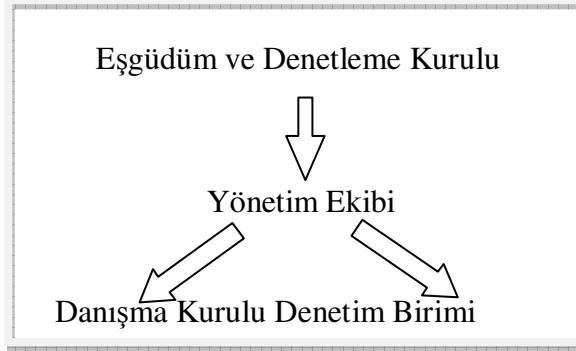 Eşgüdüm ve Denetleme Kurulu
Yönetim Ekibi
Danışma Kurulu Denetim Birimi